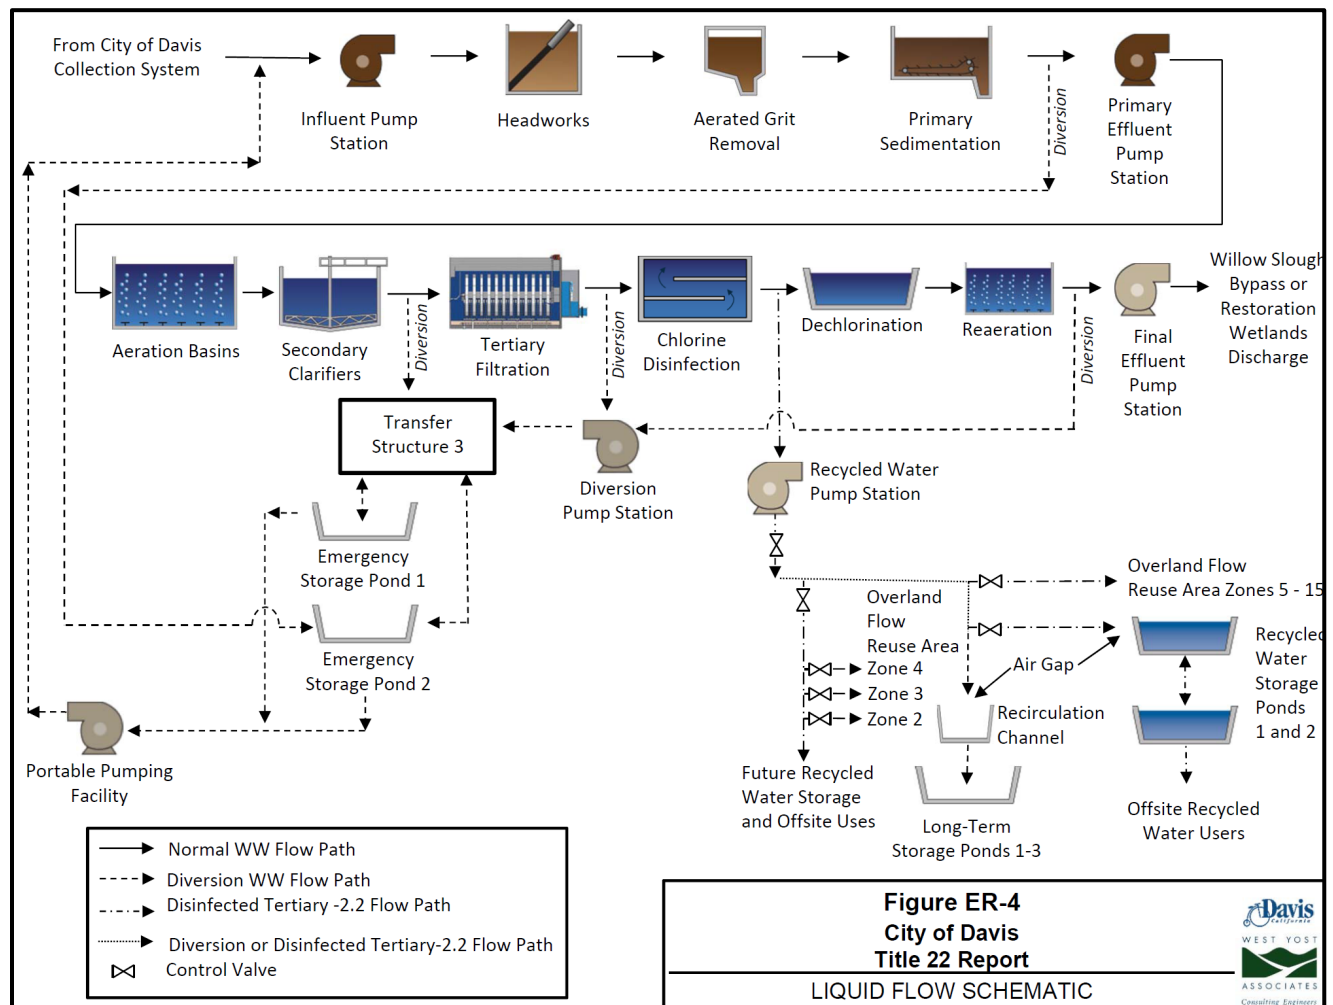 From City of Davis
Collection System
Influent Pump
Station
Headworks
Aerated Grit
Removal
Primary
Sedimentation
Diversion
Primary
Effluent
Pump
Station
Aeration Basins
Secondary
Clarifiers
Diversion
Tertiary
Filtration
Diversion
Chlorine
Disinfection
Dechlorination
Reaeration
Diversion
Final
Effluent
Pump
Station
Willow Slough
Bypass or
Restoration
Wetlands
Discharge
Transfer
Structure 3
Diversion
Pump Station
Recycled Water
Pump Station
Emergency
Storage Pond 1
Emergency
Storage Pond 2
Portable Pumping
Facility
Overland
Flow
Reuse Area
Zone 4
Zone 3
Zone 2
Future Recycled
Water Storage
and Offsite Uses
Overland Flow
Reuse Area Zones 5 - 15
Air Gap
Recirculation
Channel
Long-Term
Storage Ponds 1-3
Recycled
Water
Storage
Ponds
1 and 2
Offsite Recycled
Water Users
Normal WW Flow Path
Diversion WW Flow Path
Disinfected Tertiary -2.2 Flow Path
Diversion or Disinfected Tertiary-2.2 Flow Path
Control Valve
Figure ER-4
City of Davis
Title 22 Report
LIQUID FLOW SCHEMATIC
Davis
California
WEST YOST
ASSOCIATES
Consulting Engineers